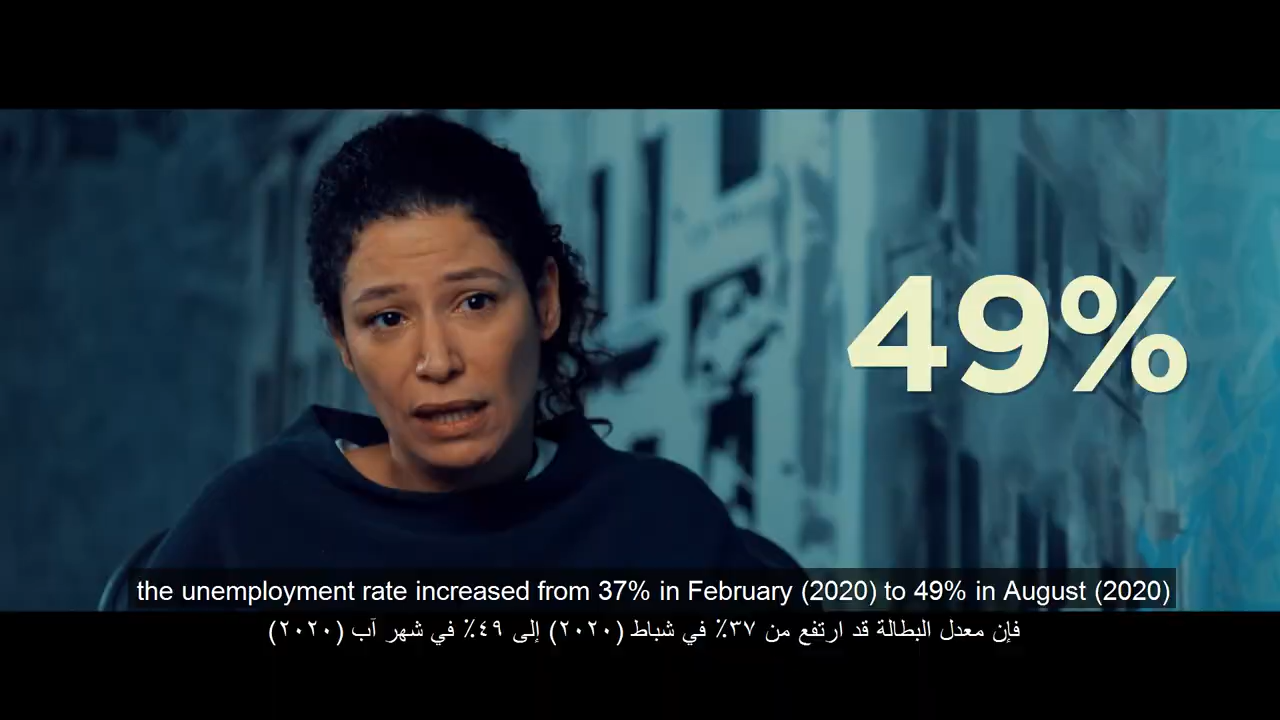 49%
the unemployment rate increased from 37% in February (2020) to 49% in August (2020)
فإن معدل البطالة قد ارتفع من ٣٧٪ في شباط (٢٠٢٠) إلى ٤٩٪ في شهر آب (٢٠٢٠)